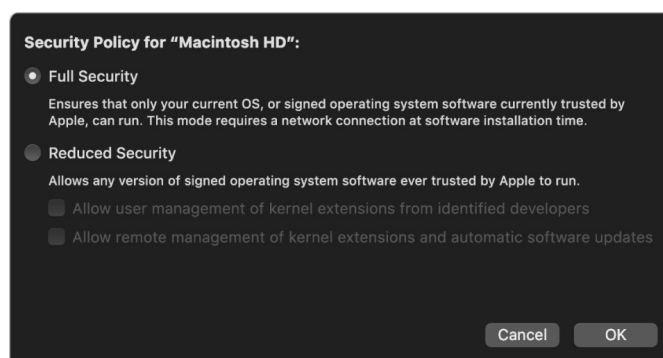 Security Policy for “Macintosh HD”:
Full Security
Ensures that only your current OS, or signed operating system software currently trusted by
Apple, can run. This mode requires a network connection at software installation time.
Reduced Security
Allows any version of signed operating system software ever trusted by Apple to run.
Allow user management of kernel extensions from identified developers
Allow remote management of kernel extensions and automatic software updates
Cancel OK